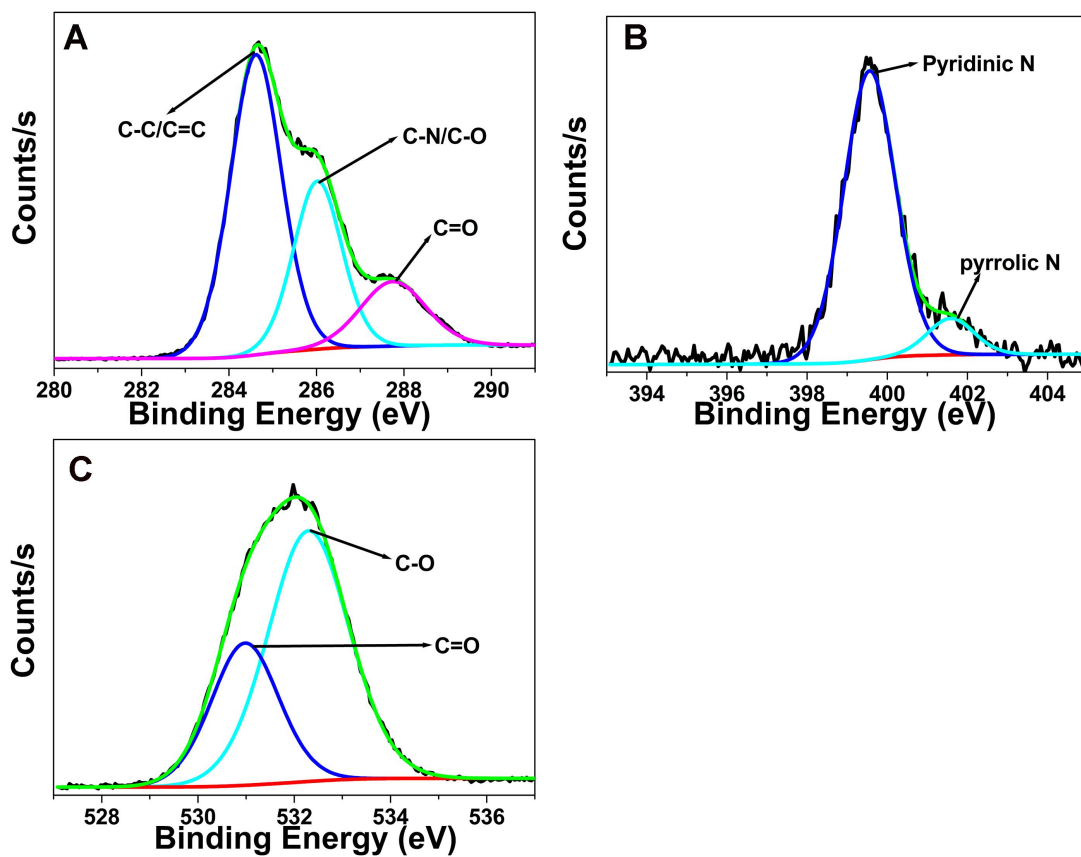 A
C-C/C=C
C-N/C-O
C=O
Counts/s
280 282 284 286 288 290
Binding Energy (eV)
B
Pyridinic N
pyrrolic N
Counts/s
394 396 398 400 402 404
Binding Energy (eV)
C
C-O
C=O
Counts/s
528 530 532 534 536
Binding Energy (eV)